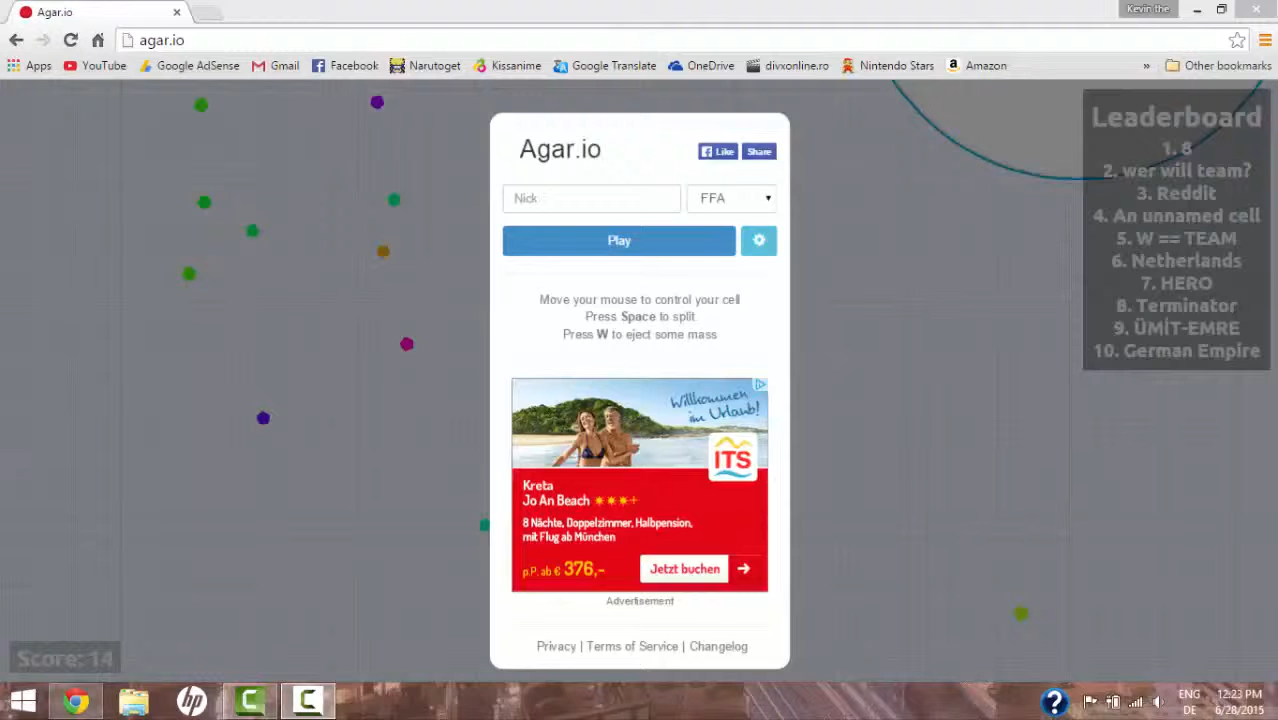 Agar.io
Kevin the
agar.io
Apps YouTube Google AdSense Gmail Facebook Narutoget Kissanime Google Translate OneDrive divxonline.ro Nintendo Stars Amazon » Other bookmarks
Agar.io
Like Share
Nick FFA
Play
Move your mouse to control your cell
Press Space to split
Press W to eject some mass
Willkommen
im Urlaub!
ITS
Kreta
Jo An Beach
8 Nächte, Doppelzimmer, Halbpension,
mit Flug ab München
p.P. ab € 376,-
Jetzt buchen
Advertisement
Privacy | Terms of Service | Changelog
Leaderboard
1. 8
2. wer will team?
3. Reddit
4. An unnamed cell
5. W == TEAM
6. Netherlands
7. HERO
8. Terminator
9. ÜMİT-EMRE
10. German Empire
Score: 14
hp
ENG
DE
12:23 PM
6/28/2015